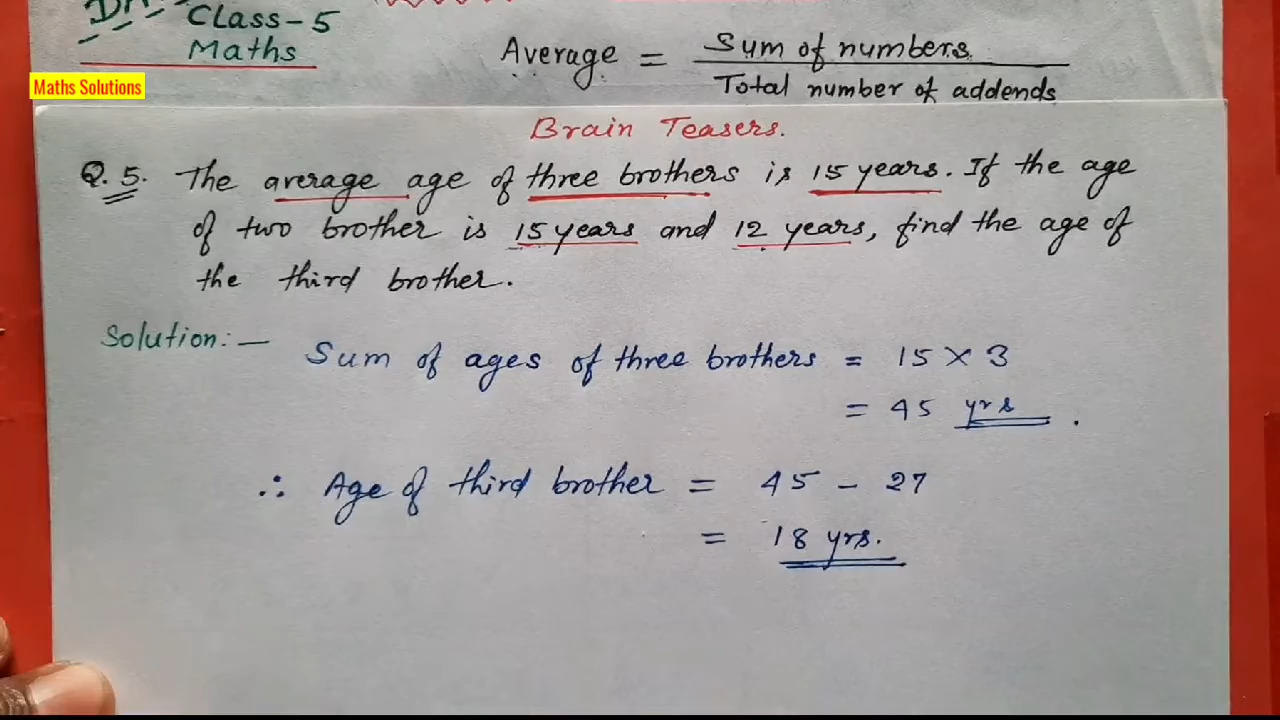 Class-5
Maths
Maths Solutions
Average = Sum of numbers
Total number of addends
Brain Teasers.
Q.5. The average age of three brothers is 15 years. If the age
of two brother is 15 years and 12 years, find the age of
the third brother.
Solution:—
Sum of ages of three brothers = 15 × 3
= 45 yrs.
∴ Age of third brother = 45 - 27
= 18 yrs.